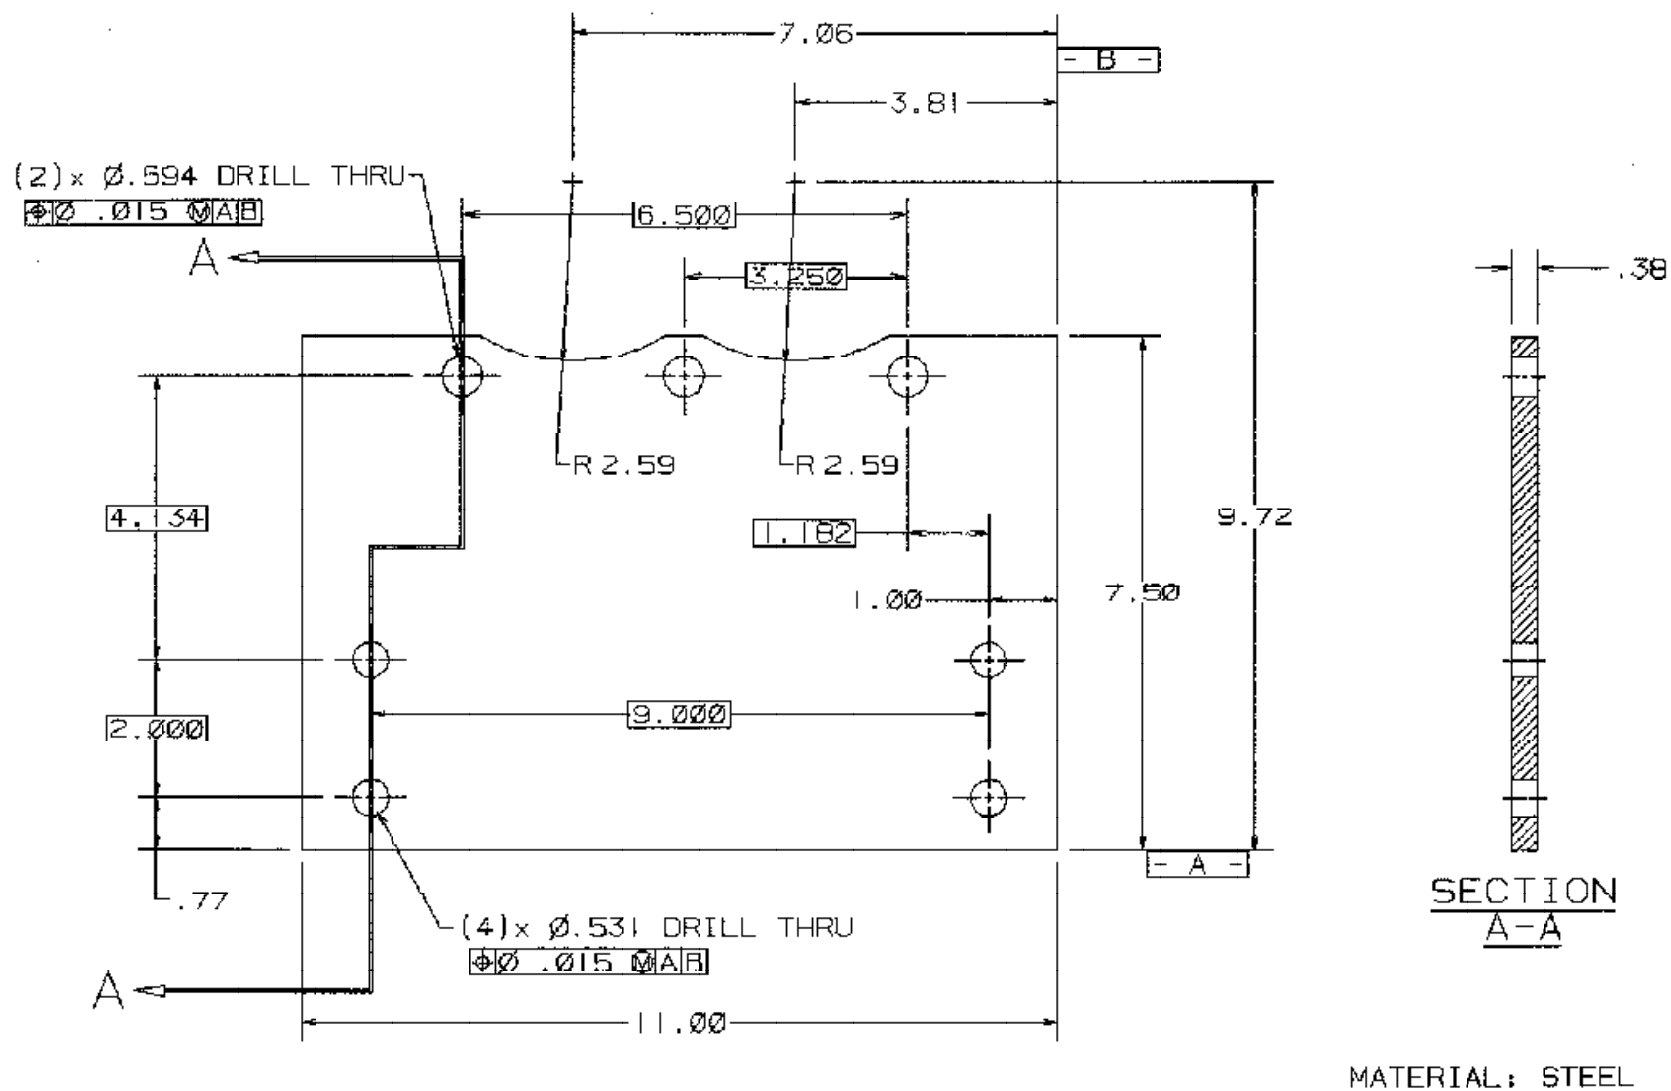 7.06
- B -
3.81
(2)x Ø.594 DRILL THRU
⌖ Ø .015 Ⓜ A B
6.500
A
3.250
.38
R 2.59
R 2.59
4.134
1.182
9.72
1.00
7.50
2.000
9.000
- A -
.77
SECTION
A-A
(4)x Ø.531 DRILL THRU
⌖ Ø .015 Ⓜ A B
A
11.00
MATERIAL: STEEL